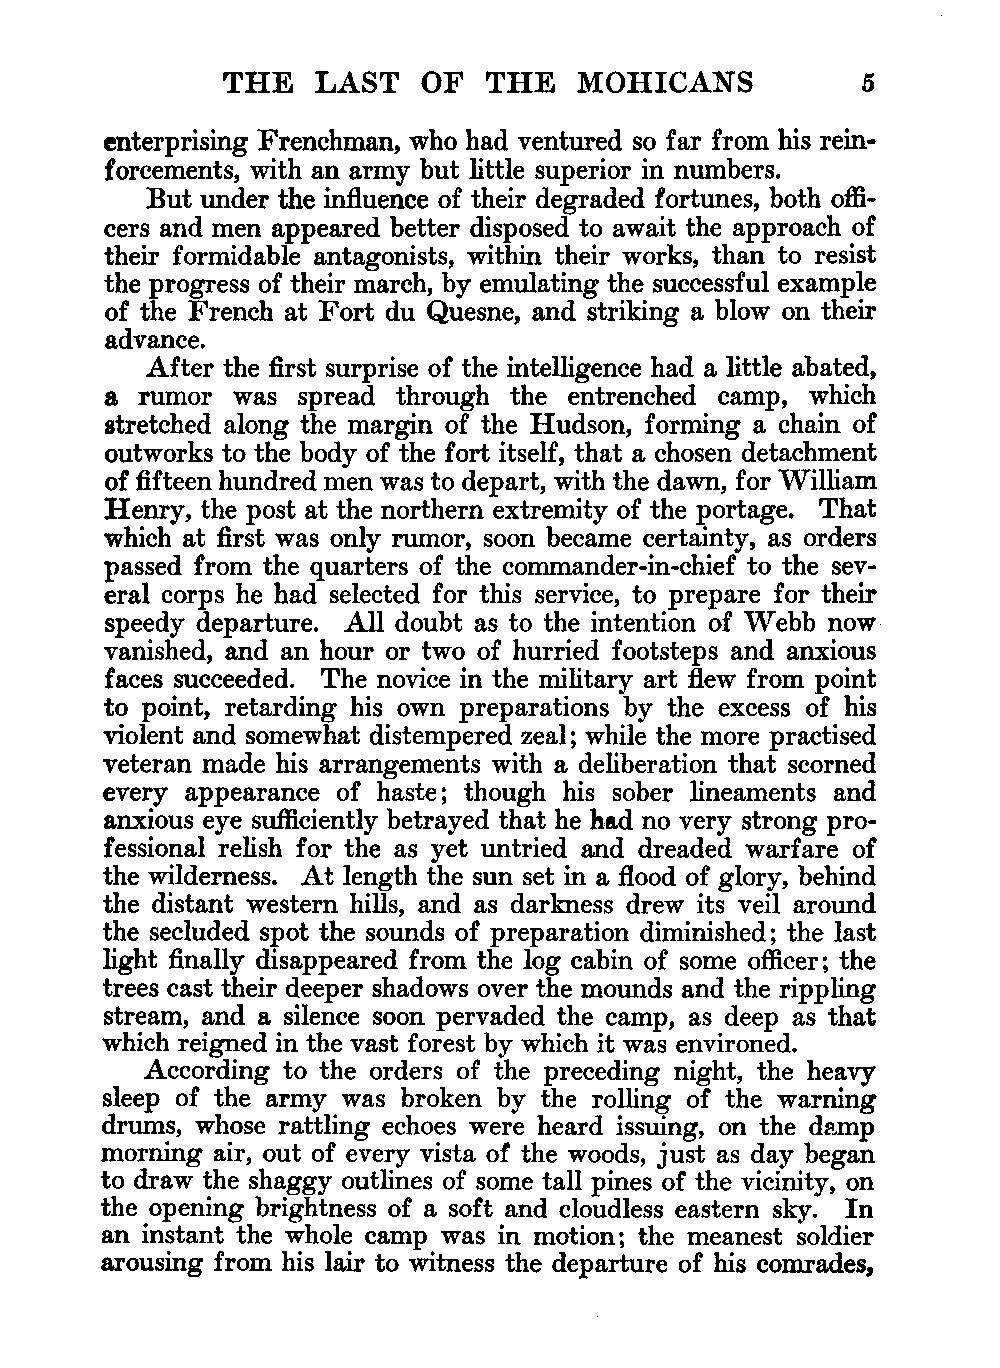 THE LAST OF THE MOHICANS 5
enterprising Frenchman, who had ventured so far from his rein-
forcements, with an army but little superior in numbers.
But under the influence of their degraded fortunes, both offi-
cers and men appeared better disposed to await the approach of
their formidable antagonists, within their works, than to resist
the progress of their march, by emulating the successful example
of the French at Fort du Quesne, and striking a blow on their
advance.
After the first surprise of the intelligence had a little abated,
a rumor was spread through the entrenched camp, which
stretched along the margin of the Hudson, forming a chain of
outworks to the body of the fort itself, that a chosen detachment
of fifteen hundred men was to depart, with the dawn, for William
Henry, the post at the northern extremity of the portage. That
which at first was only rumor, soon became certainty, as orders
passed from the quarters of the commander-in-chief to the sev-
eral corps he had selected for this service, to prepare for their
speedy departure. All doubt as to the intention of Webb now
vanished, and an hour or two of hurried footsteps and anxious
faces succeeded. The novice in the military art flew from point
to point, retarding his own preparations by the excess of his
violent and somewhat distempered zeal; while the more practised
veteran made his arrangements with a deliberation that scorned
every appearance of haste; though his sober lineaments and
anxious eye sufficiently betrayed that he had no very strong pro-
fessional relish for the as yet untried and dreaded warfare of
the wilderness. At length the sun set in a flood of glory, behind
the distant western hills, and as darkness drew its veil around
the secluded spot the sounds of preparation diminished; the last
light finally disappeared from the log cabin of some officer; the
trees cast their deeper shadows over the mounds and the rippling
stream, and a silence soon pervaded the camp, as deep as that
which reigned in the vast forest by which it was environed.
According to the orders of the preceding night, the heavy
sleep of the army was broken by the rolling of the warning
drums, whose rattling echoes were heard issuing, on the damp
morning air, out of every vista of the woods, just as day began
to draw the shaggy outlines of some tall pines of the vicinity, on
the opening brightness of a soft and cloudless eastern sky. In
an instant the whole camp was in motion; the meanest soldier
arousing from his lair to witness the departure of his comrades,